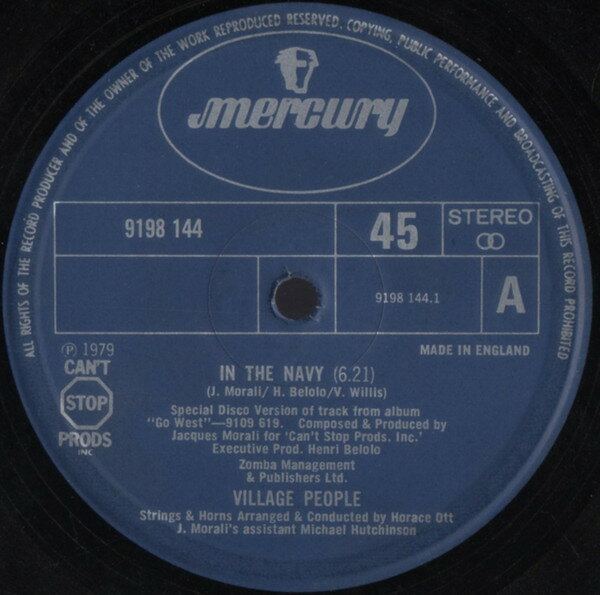 ALL RIGHTS OF THE RECORD PRODUCER AND OF THE OWNER OF THE WORK REPRODUCED RESERVED. COPYING, PUBLIC PERFORMANCE AND BROADCASTING OF THIS RECORD PROHIBITED
mercury
9198 144
45
STEREO
9198 144.1
A
Ⓟ 1979
MADE IN ENGLAND
CAN'T
STOP
PRODS
INC
IN THE NAVY (6.21)
(J. Morali/ H. Belolo/V. Willis)
Special Disco Version of track from album
"Go West"—9109 619. Composed & Produced by
Jacques Morali for 'Can't Stop Prods. Inc.'
Executive Prod. Henri Belolo
Zomba Management
& Publishers Ltd.
VILLAGE PEOPLE
Strings & Horns Arranged & Conducted by Horace Ott
J. Morali's assistant Michael Hutchinson